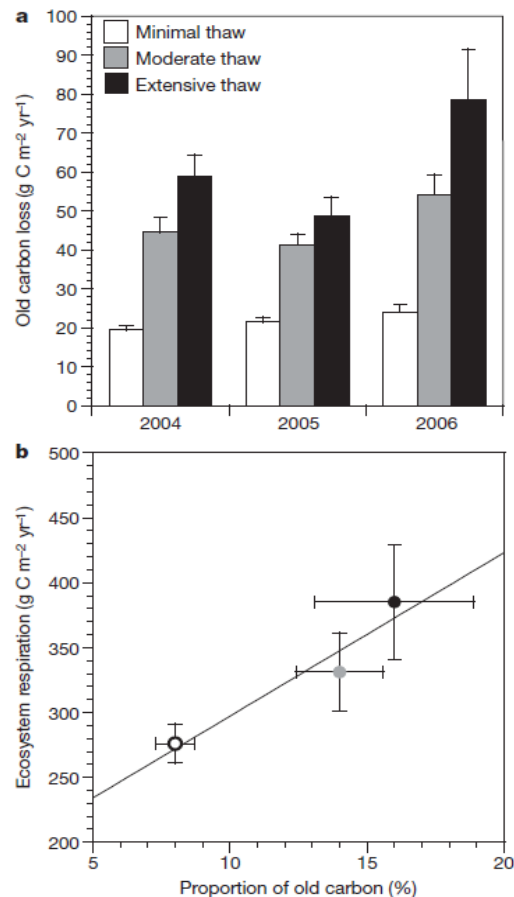 a
100
90
80
70
60
50
40
30
20
10
0
Old carbon loss (g C m⁻² yr⁻¹)
Minimal thaw
Moderate thaw
Extensive thaw
2004 2005 2006
b
500
450
400
350
300
250
200
Ecosystem respiration (g C m⁻² yr⁻¹)
5 10 15 20
Proportion of old carbon (%)